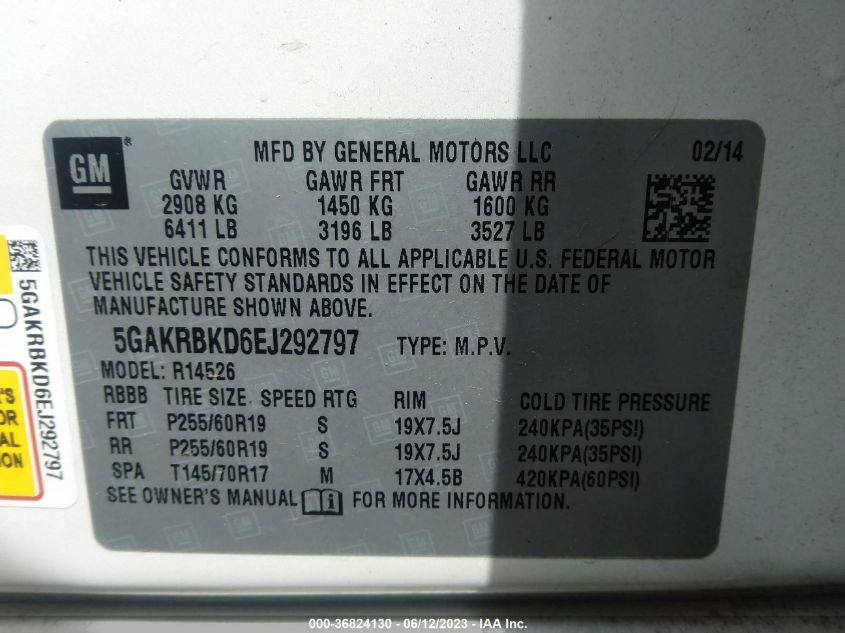 GM
MFD BY GENERAL MOTORS LLC 02/14
GVWR GAWR FRT GAWR RR
2908 KG 1450 KG 1600 KG
6411 LB 3196 LB 3527 LB
THIS VEHICLE CONFORMS TO ALL APPLICABLE U.S. FEDERAL MOTOR
VEHICLE SAFETY STANDARDS IN EFFECT ON THE DATE OF
MANUFACTURE SHOWN ABOVE.
5GAKRBKD6EJ292797 TYPE: M.P.V.
MODEL: R14526
RBBB TIRE SIZE SPEED RTG RIM COLD TIRE PRESSURE
FRT P255/60R19 S 19X7.5J 240KPA(35PSI)
RR P255/60R19 S 19X7.5J 240KPA(35PSI)
SPA T145/70R17 M 17X4.5B 420KPA(60PSI)
SEE OWNER'S MANUAL FOR MORE INFORMATION.
5GAKRBKD6EJ292797
000-36824130 - 06/12/2023 - IAA Inc.